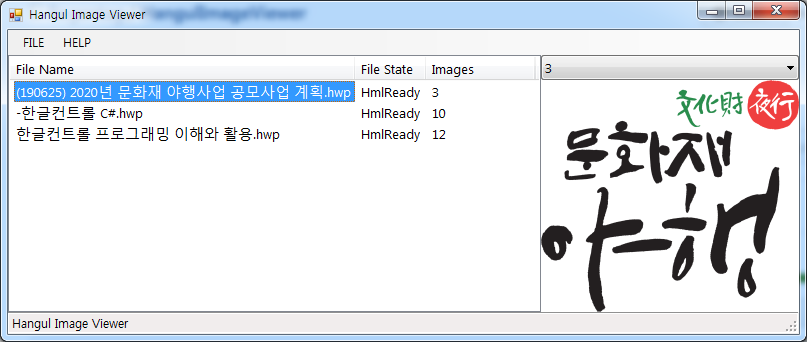 Hangul Image Viewer
FILE HELP
File Name File State Images
(190625) 2020년 문화재 야행사업 공모사업 계획.hwp HmlReady 3
-한글컨트롤 C#.hwp HmlReady 10
한글컨트롤 프로그래밍 이해와 활용.hwp HmlReady 12
3
文化財 夜行
문화재
야행
Hangul Image Viewer